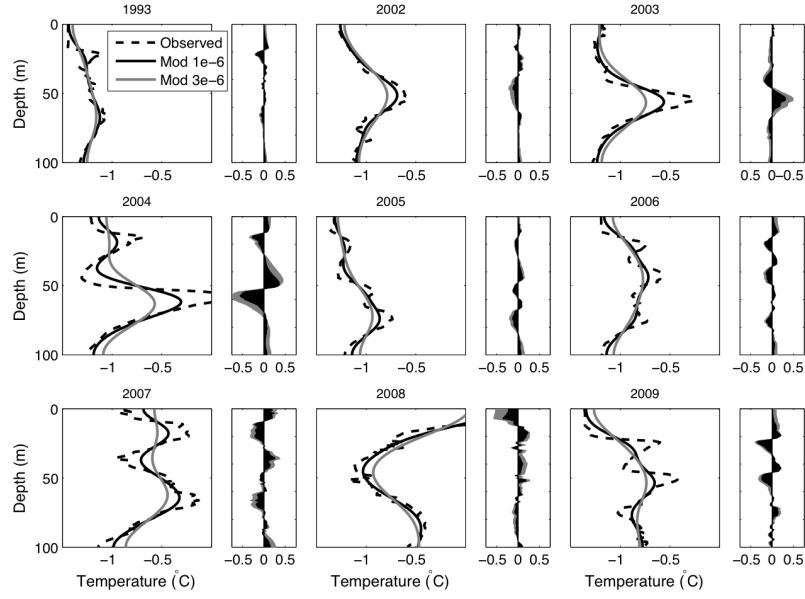 1993 2002 2003
0
Observed
Mod 1e−6
Mod 3e−6
50
Depth (m)
100
−1 −0.5 −0.5 0 0.5 −1 −0.5 −0.5 0 0.5 −1 −0.5 0.5 0−0.5
2004 2005 2006
0
50
Depth (m)
100
−1 −0.5 −0.5 0 0.5 −1 −0.5 −0.5 0 0.5 −1 −0.5 −0.5 0 0.5
2007 2008 2009
0
50
Depth (m)
100
−1 −0.5 −0.5 0 0.5 −1 −0.5 −0.5 0 0.5 −1 −0.5 −0.5 0 0.5
Temperature (°C) Temperature (°C) Temperature (°C)